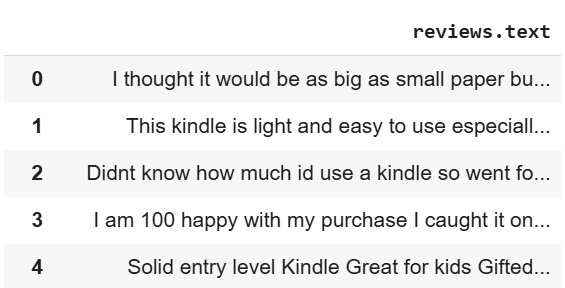 reviews.text
0 I thought it would be as big as small paper bu...
1 This kindle is light and easy to use especiall...
2 Didnt know how much id use a kindle so went fo...
3 I am 100 happy with my purchase I caught it on...
4 Solid entry level Kindle Great for kids Gifted...